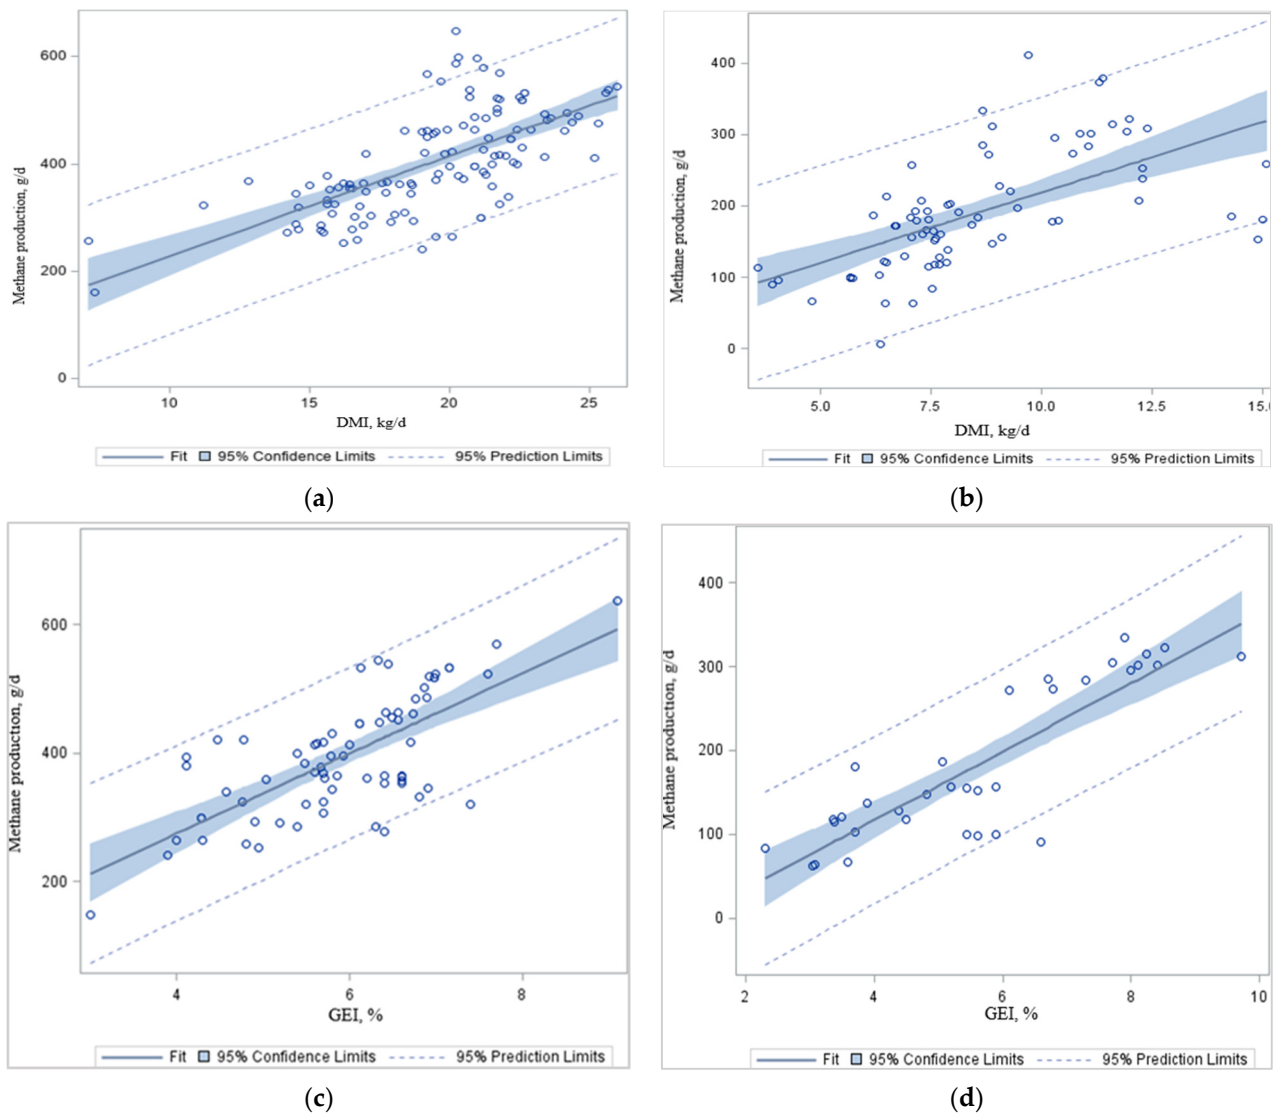 600
400
200
0
Methane production, g/d
10 15 20 25
DMI, kg/d
Fit 95% Confidence Limits 95% Prediction Limits
(a)
400
300
200
100
0
Methane production, g/d
5.0 7.5 10.0 12.5 15.0
DMI, kg/d
Fit 95% Confidence Limits 95% Prediction Limits
(b)
600
400
200
Methane production, g/d
4 6 8
GEI, %
Fit 95% Confidence Limits 95% Prediction Limits
(c)
400
300
200
100
0
Methane production, g/d
2 4 6 8 10
GEI, %
Fit 95% Confidence Limits 95% Prediction Limits
(d)